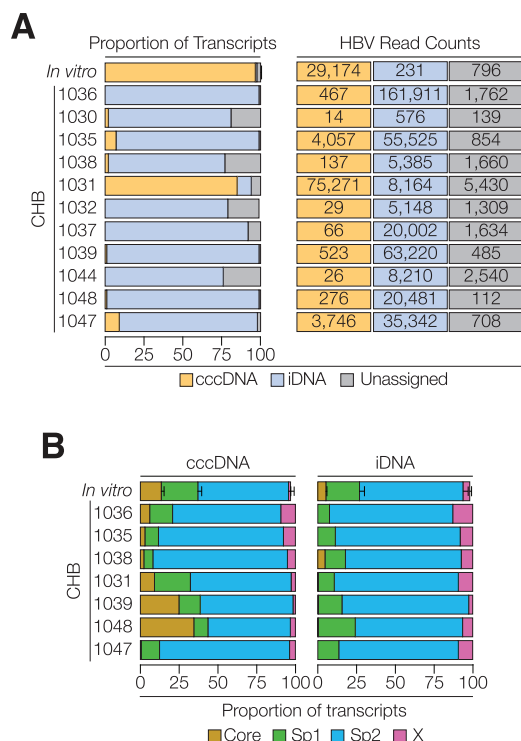 A
Proportion of Transcripts HBV Read Counts
In vitro 29,174 231 796
CHB
1036 467 161,911 1,762
1030 14 576 139
1035 4,057 55,525 854
1038 137 5,385 1,660
1031 75,271 8,164 5,430
1032 29 5,148 1,309
1037 66 20,002 1,634
1039 523 63,220 485
1044 26 8,210 2,540
1048 276 20,481 112
1047 3,746 35,342 708
0 25 50 75 100
cccDNA iDNA Unassigned
B
cccDNA iDNA
In vitro
CHB
1036
1035
1038
1031
1039
1048
1047
0 25 50 75 100 0 25 50 75 100
Proportion of transcripts
Core Sp1 Sp2 X